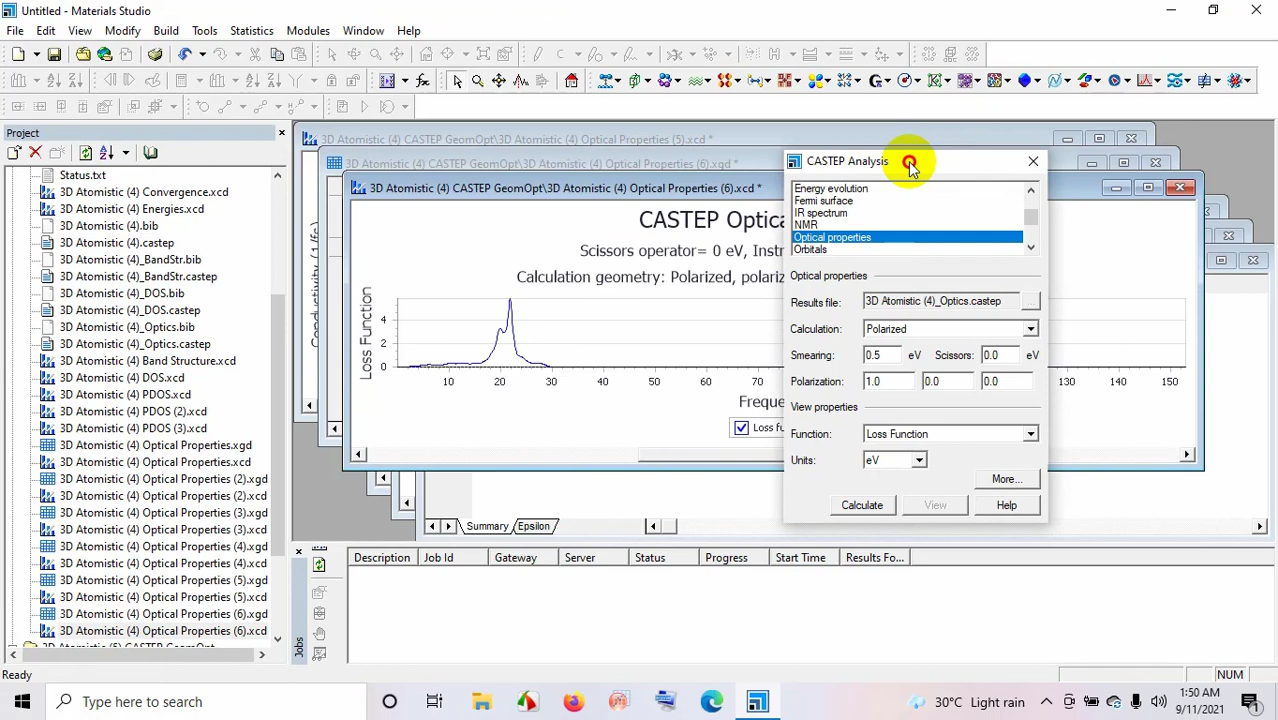 Untitled - Materials Studio
File Edit View Modify Build Tools Statistics Modules Window Help
Project
Status.txt
3D Atomistic (4) Convergence.xcd
3D Atomistic (4) Energies.xcd
3D Atomistic (4).bib
3D Atomistic (4).castep
3D Atomistic (4)_BandStr.bib
3D Atomistic (4)_BandStr.castep
3D Atomistic (4)_DOS.bib
3D Atomistic (4)_DOS.castep
3D Atomistic (4)_Optics.bib
3D Atomistic (4)_Optics.castep
3D Atomistic (4) Band Structure.xcd
3D Atomistic (4) DOS.xcd
3D Atomistic (4) PDOS.xcd
3D Atomistic (4) PDOS (2).xcd
3D Atomistic (4) PDOS (3).xcd
3D Atomistic (4) Optical Properties.xgd
3D Atomistic (4) Optical Properties.xcd
3D Atomistic (4) Optical Properties (2).xgd
3D Atomistic (4) Optical Properties (2).xcd
3D Atomistic (4) Optical Properties (3).xgd
3D Atomistic (4) Optical Properties (3).xcd
3D Atomistic (4) Optical Properties (4).xgd
3D Atomistic (4) Optical Properties (4).xcd
3D Atomistic (4) Optical Properties (5).xgd
3D Atomistic (4) Optical Properties (5).xcd
3D Atomistic (4) Optical Properties (6).xgd
3D Atomistic (4) Optical Properties (6).xcd
3D Atomistic (5) CASTEP GeomOpt
3D Atomistic (4) CASTEP GeomOpt\3D Atomistic (4) Optical Properties (5).xcd *
3D Atomistic (4) CASTEP GeomOpt\3D Atomistic (4) Optical Properties (6).xgd *
3D Atomistic (4) CASTEP GeomOpt\3D Atomistic (4) Optical Properties (6).xcd *
Conductivity (1/fs)
CASTEP Optica
Scissors operator= 0 eV, Instr
Calculation geometry: Polarized, polariz
Loss Function
4
2
0
10 20 30 40 50 60 70 130 140 150
Freque
Loss fu
Summary Epsilon
CASTEP Analysis
Energy evolution
Fermi surface
IR spectrum
NMR
Optical properties
Orbitals
Optical properties
Results file: 3D Atomistic (4)_Optics.castep ...
Calculation: Polarized
Smearing: 0.5 eV Scissors: 0.0 eV
Polarization: 1.0 0.0 0.0
View properties
Function: Loss Function
Units: eV
More...
Calculate View Help
Jobs
Description Job Id Gateway Server Status Progress Start Time Results Fo...
Ready
NUM
Type here to search
30°C Light rain
1:50 AM
9/11/2021
1